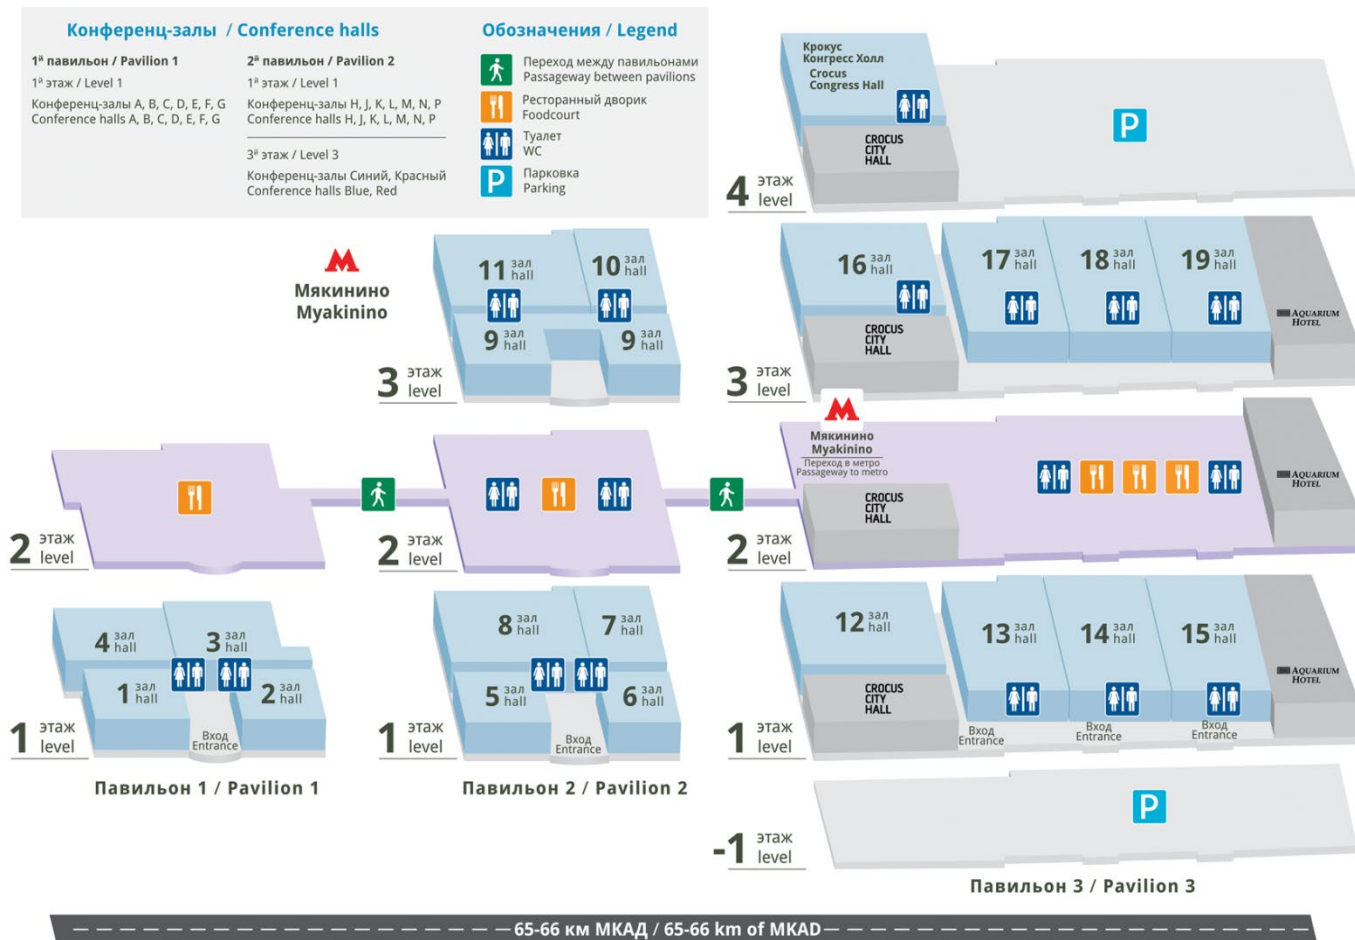 Конференц-залы / Conference halls
1й павильон / Pavilion 1
1й этаж / Level 1
Конференц-залы A, B, C, D, E, F, G
Conference halls A, B, C, D, E, F, G
2й павильон / Pavilion 2
1й этаж / Level 1
Конференц-залы H, J, K, L, M, N, P
Conference halls H, J, K, L, M, N, P
3й этаж / Level 3
Конференц-залы Синий, Красный
Conference halls Blue, Red
Обозначения / Legend
Переход между павильонами
Passageway between pavilions
Ресторанный дворик
Foodcourt
Туалет
WC
P
Парковка
Parking
Крокус
Конгресс Холл
Crocus
Congress Hall
CROCUS
CITY
HALL
P
4 этаж
level
Мякинино
Myakinino
11 зал
hall
10 зал
hall
9 зал
hall
9 зал
hall
3 этаж
level
16 зал
hall
17 зал
hall
18 зал
hall
19 зал
hall
CROCUS
CITY
HALL
AQUARIUM
HOTEL
3 этаж
level
2 этаж
level
2 этаж
level
Мякинино
Myakinino
Переход в метро
Passageway to metro
CROCUS
CITY
HALL
AQUARIUM
HOTEL
2 этаж
level
4 зал
hall
3 зал
hall
1 зал
hall
2 зал
hall
Вход
Entrance
1 этаж
level
Павильон 1 / Pavilion 1
8 зал
hall
7 зал
hall
5 зал
hall
6 зал
hall
Вход
Entrance
1 этаж
level
Павильон 2 / Pavilion 2
12 зал
hall
13 зал
hall
14 зал
hall
15 зал
hall
CROCUS
CITY
HALL
AQUARIUM
HOTEL
Вход
Entrance
Вход
Entrance
Вход
Entrance
1 этаж
level
P
-1 этаж
level
Павильон 3 / Pavilion 3
65-66 км МКАД / 65-66 km of MKAD